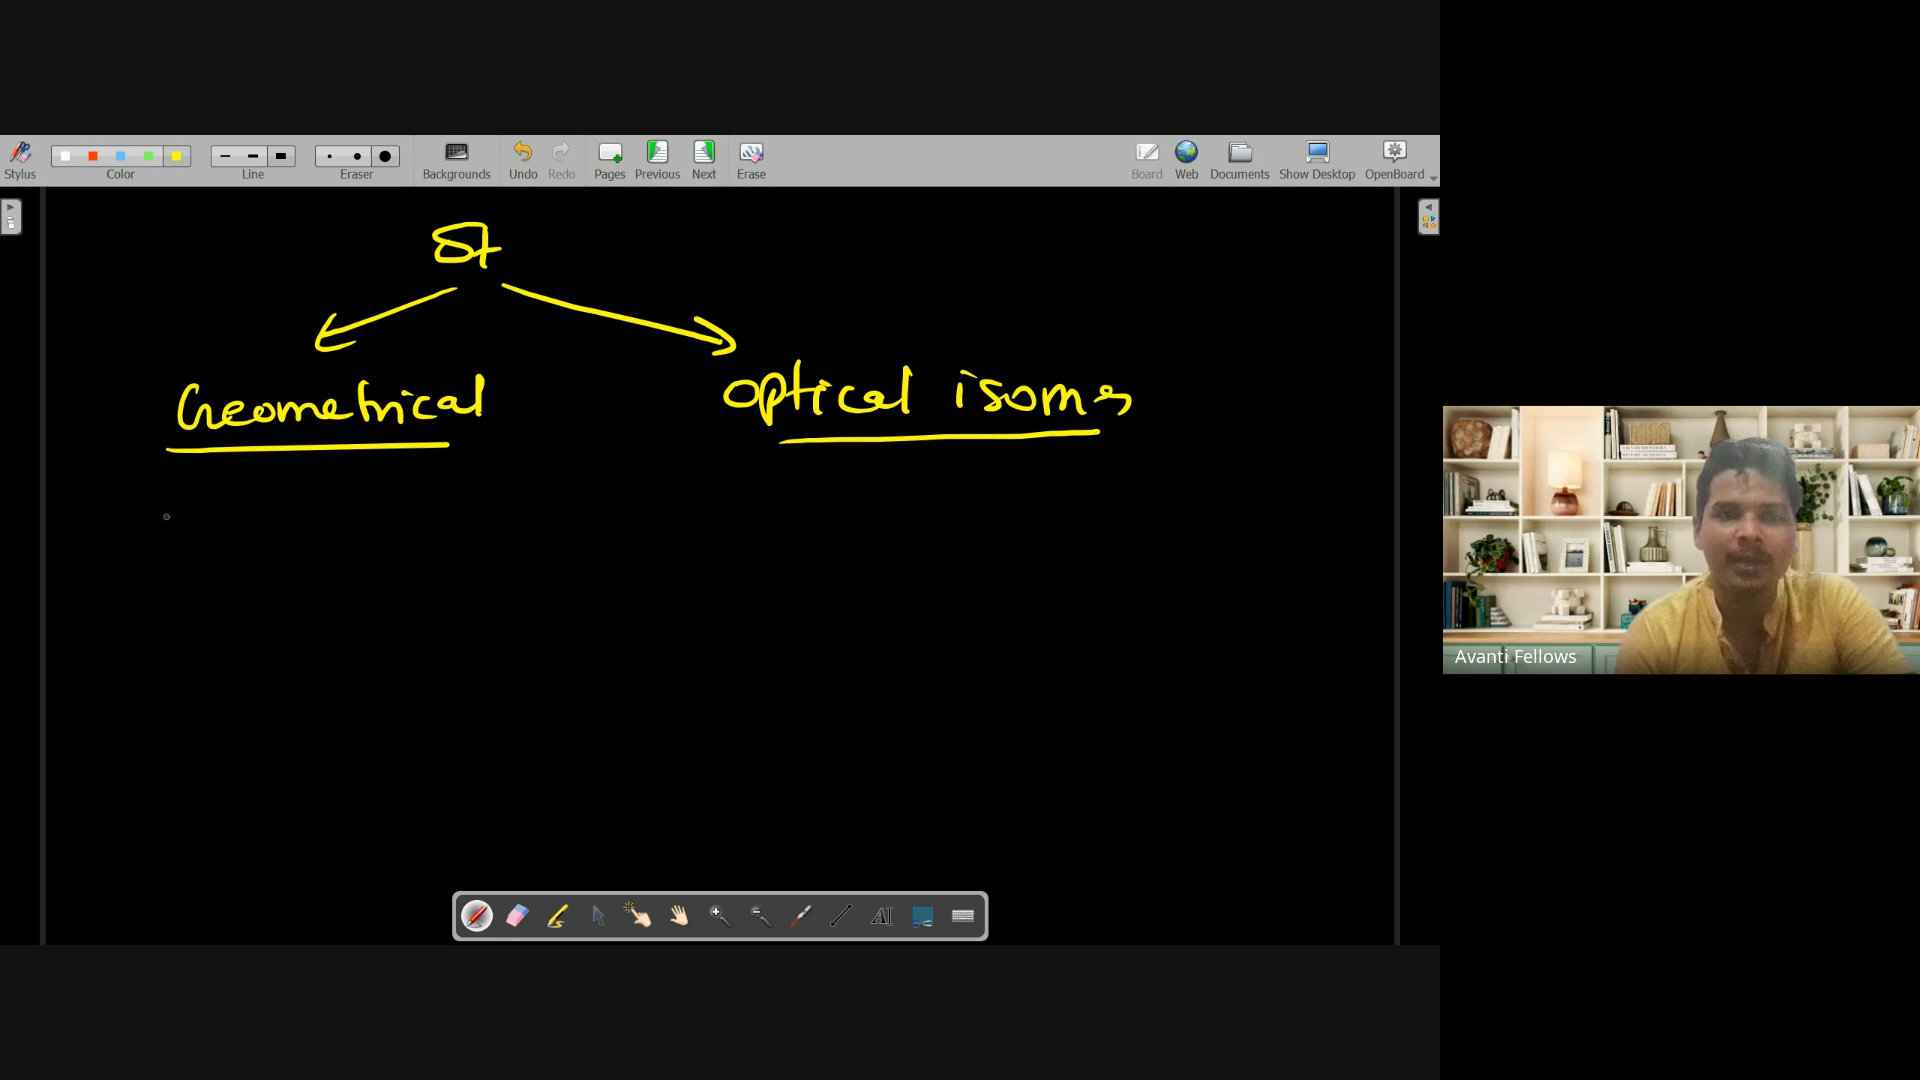 Stylus
Color
Line
Eraser
Backgrounds
Undo
Redo
Pages
Previous
Next
Erase
Board
Web
Documents
Show Desktop
OpenBoard
St
Geometrical
optical isomers
Avanti Fellows